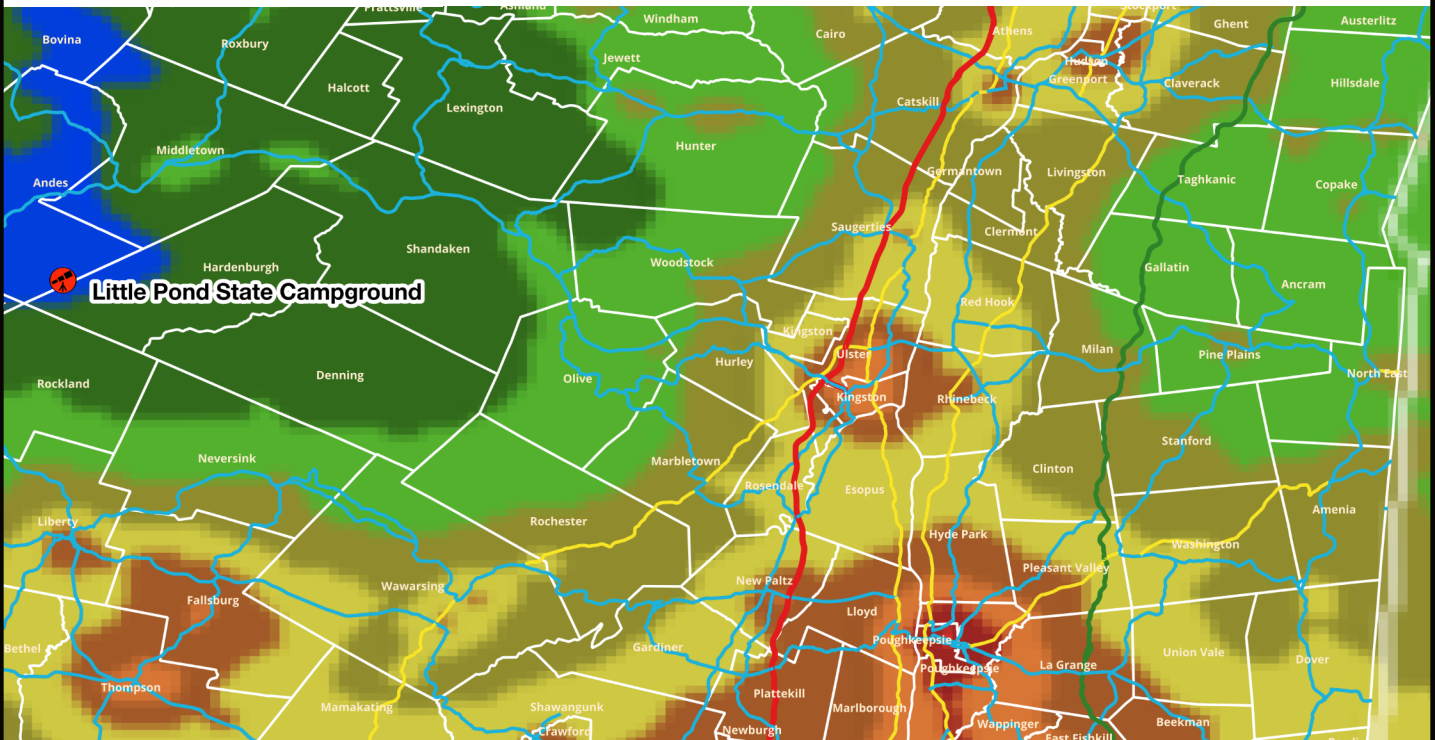 Prattsville
Ashland
Stockport
Bovina
Roxbury
Windham
Cairo
Athens
Ghent
Austerlitz
Jewett
Hudson
Greenport
Halcott
Lexington
Catskill
Claverack
Hillsdale
Middletown
Hunter
Andes
Germantown
Livingston
Taghkanic
Copake
Saugerties
Clermont
Shandaken
Hardenburgh
Woodstock
Gallatin
Ancram
Little Pond State Campground
Red Hook
Kingston
Ulster
Hurley
Milan
Pine Plains
Rockland
Denning
Olive
North East
Kingston
Rhinebeck
Stanford
Neversink
Marbletown
Clinton
Rosendale
Esopus
Amenia
Liberty
Rochester
Hyde Park
Washington
Pleasant Valley
New Paltz
Wawarsing
Fallsburg
Lloyd
Bethel
Gardiner
Poughkeepsie
Union Vale
Dover
Poughkeepsie
La Grange
Thompson
Plattekill
Mamakating
Shawangunk
Marlborough
Crawford
Newburgh
Wappinger
Beekman
East Fishkill